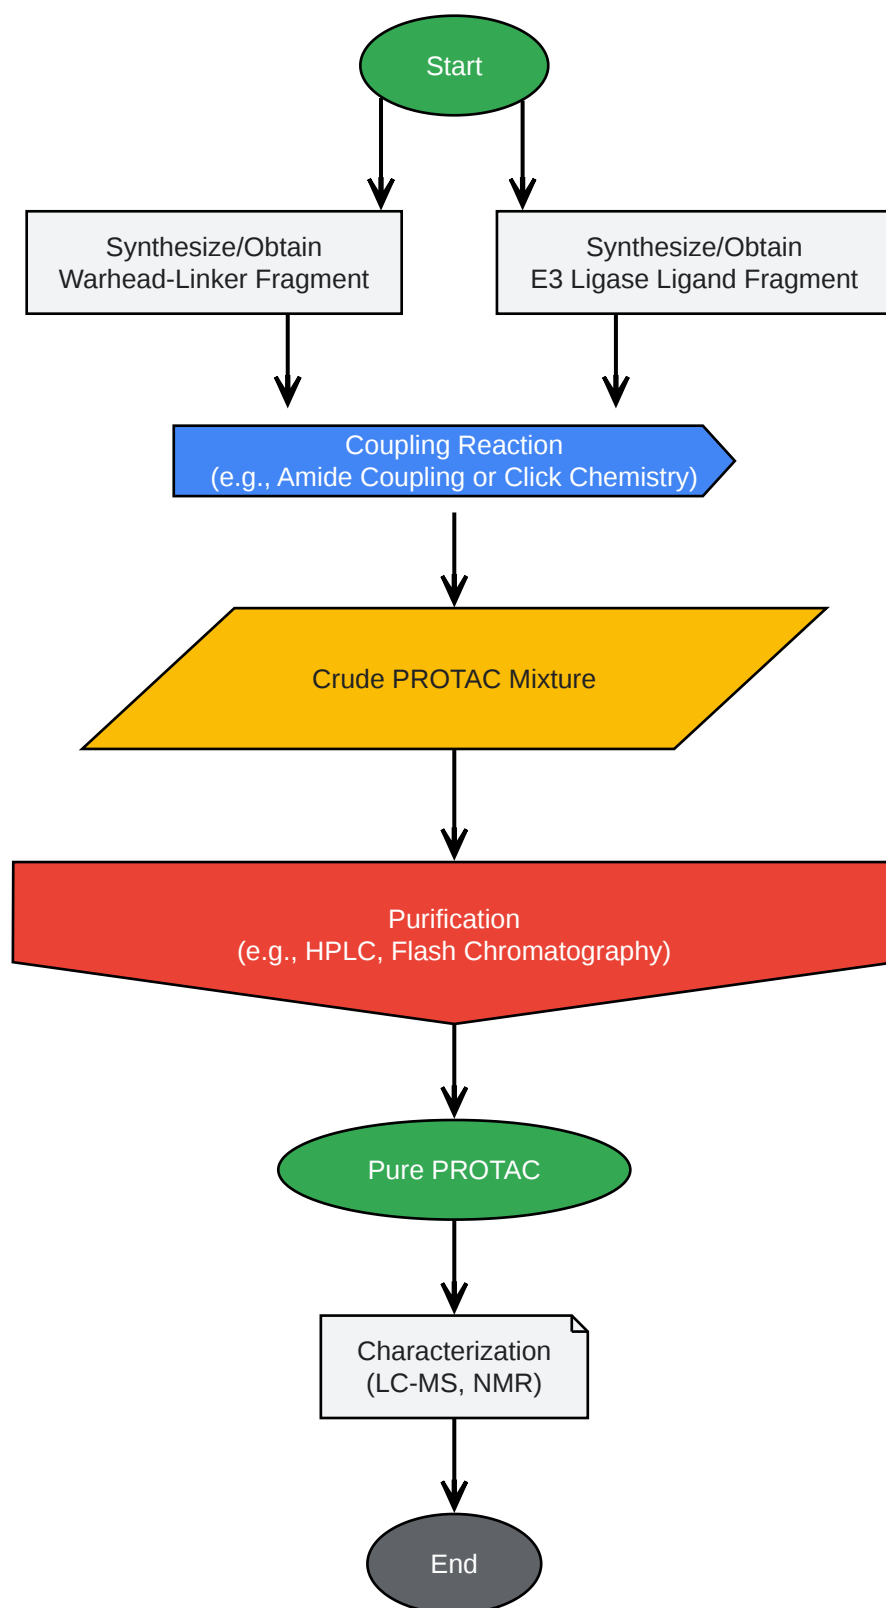 Start
Synthesize/Obtain
Warhead-Linker Fragment
Synthesize/Obtain
E3 Ligase Ligand Fragment
Coupling Reaction
(e.g., Amide Coupling or Click Chemistry)
Crude PROTAC Mixture
Purification
(e.g., HPLC, Flash Chromatography)
Pure PROTAC
Characterization
(LC-MS, NMR)
End